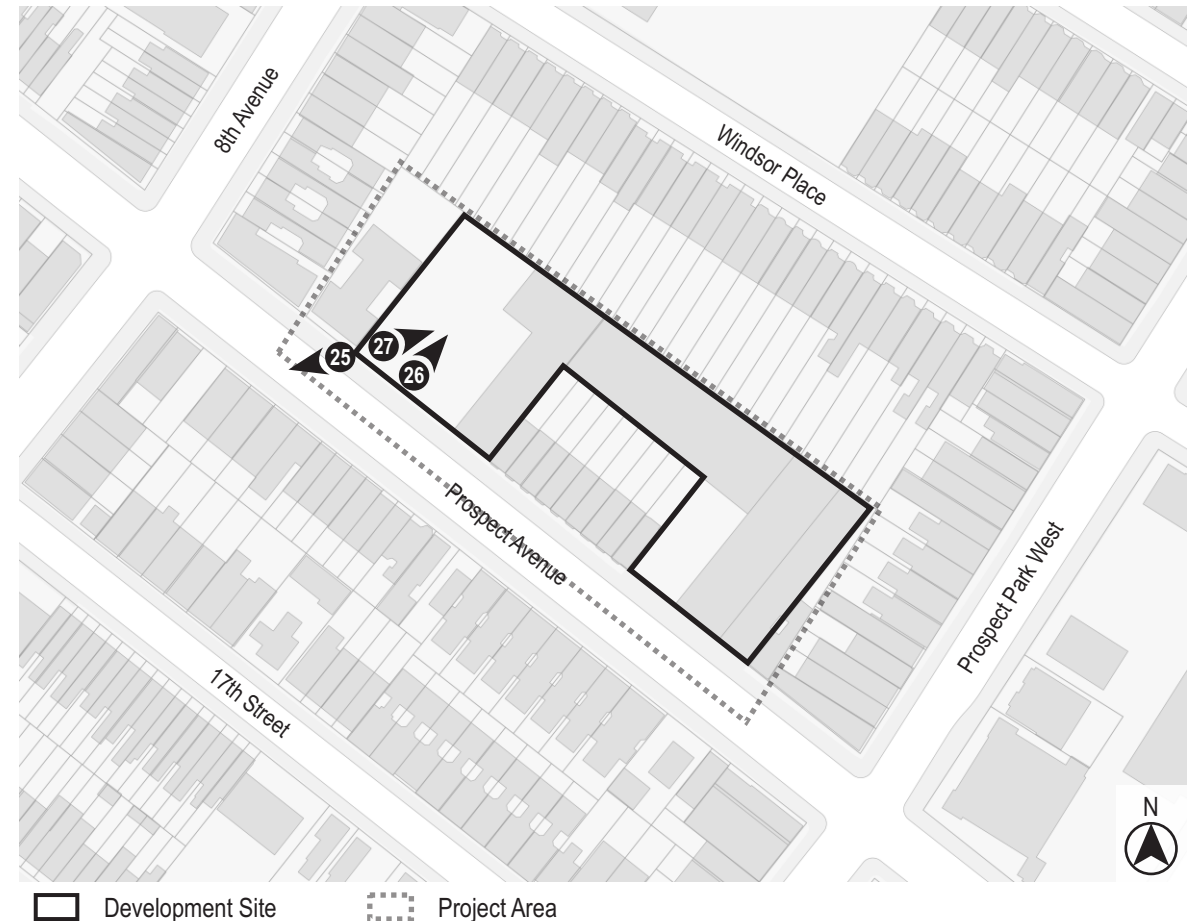 8th Avenue
Windsor Place
27
25
26
Prospect Avenue
Prospect Park West
17th Street
N
Development Site
Project Area